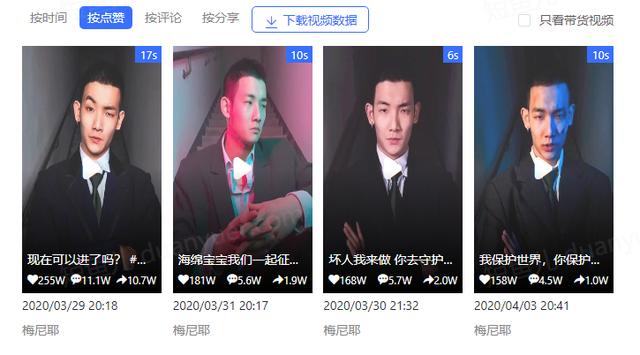 按时间 按点赞 按评论 按分享 下载视频数据 只看带货视频
17s 10s 6s 10s
现在可以进了吗？ #... 海绵宝宝我们一起征... 坏人我来做 你去守护... 我保护世界，你保护...
255W 11.1W 10.7W 181W 5.6W 1.9W 168W 5.7W 2.0W 158W 4.5W 1.0W
2020/03/29 20:18 2020/03/31 20:17 2020/03/30 21:32 2020/04/03 20:41
梅尼耶 梅尼耶 梅尼耶 梅尼耶